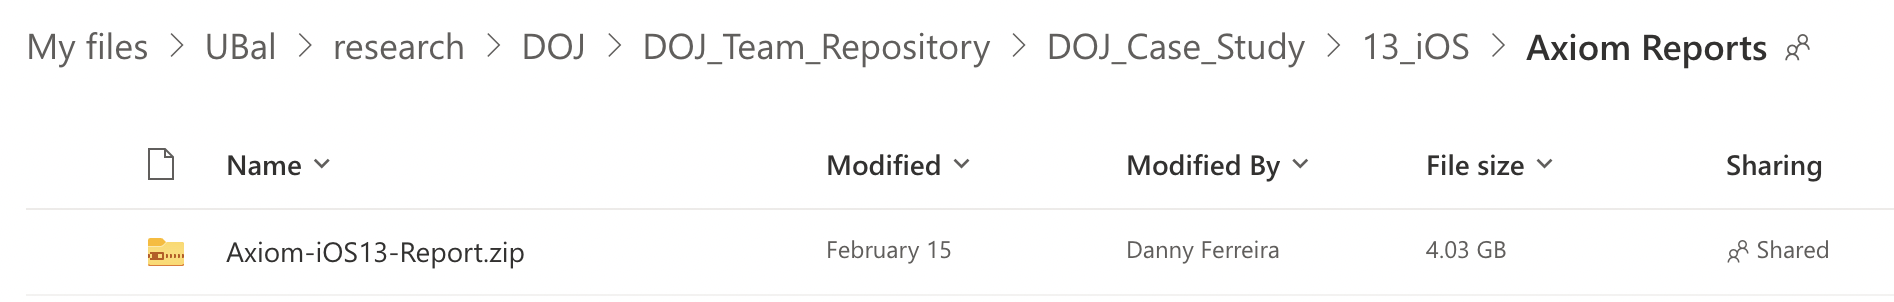 My files > UBal > research > DOJ > DOJ_Team_Repository > DOJ_Case_Study > 13_iOS > Axiom Reports
Name Modified Modified By File size Sharing
Axiom-iOS13-Report.zip February 15 Danny Ferreira 4.03 GB Shared